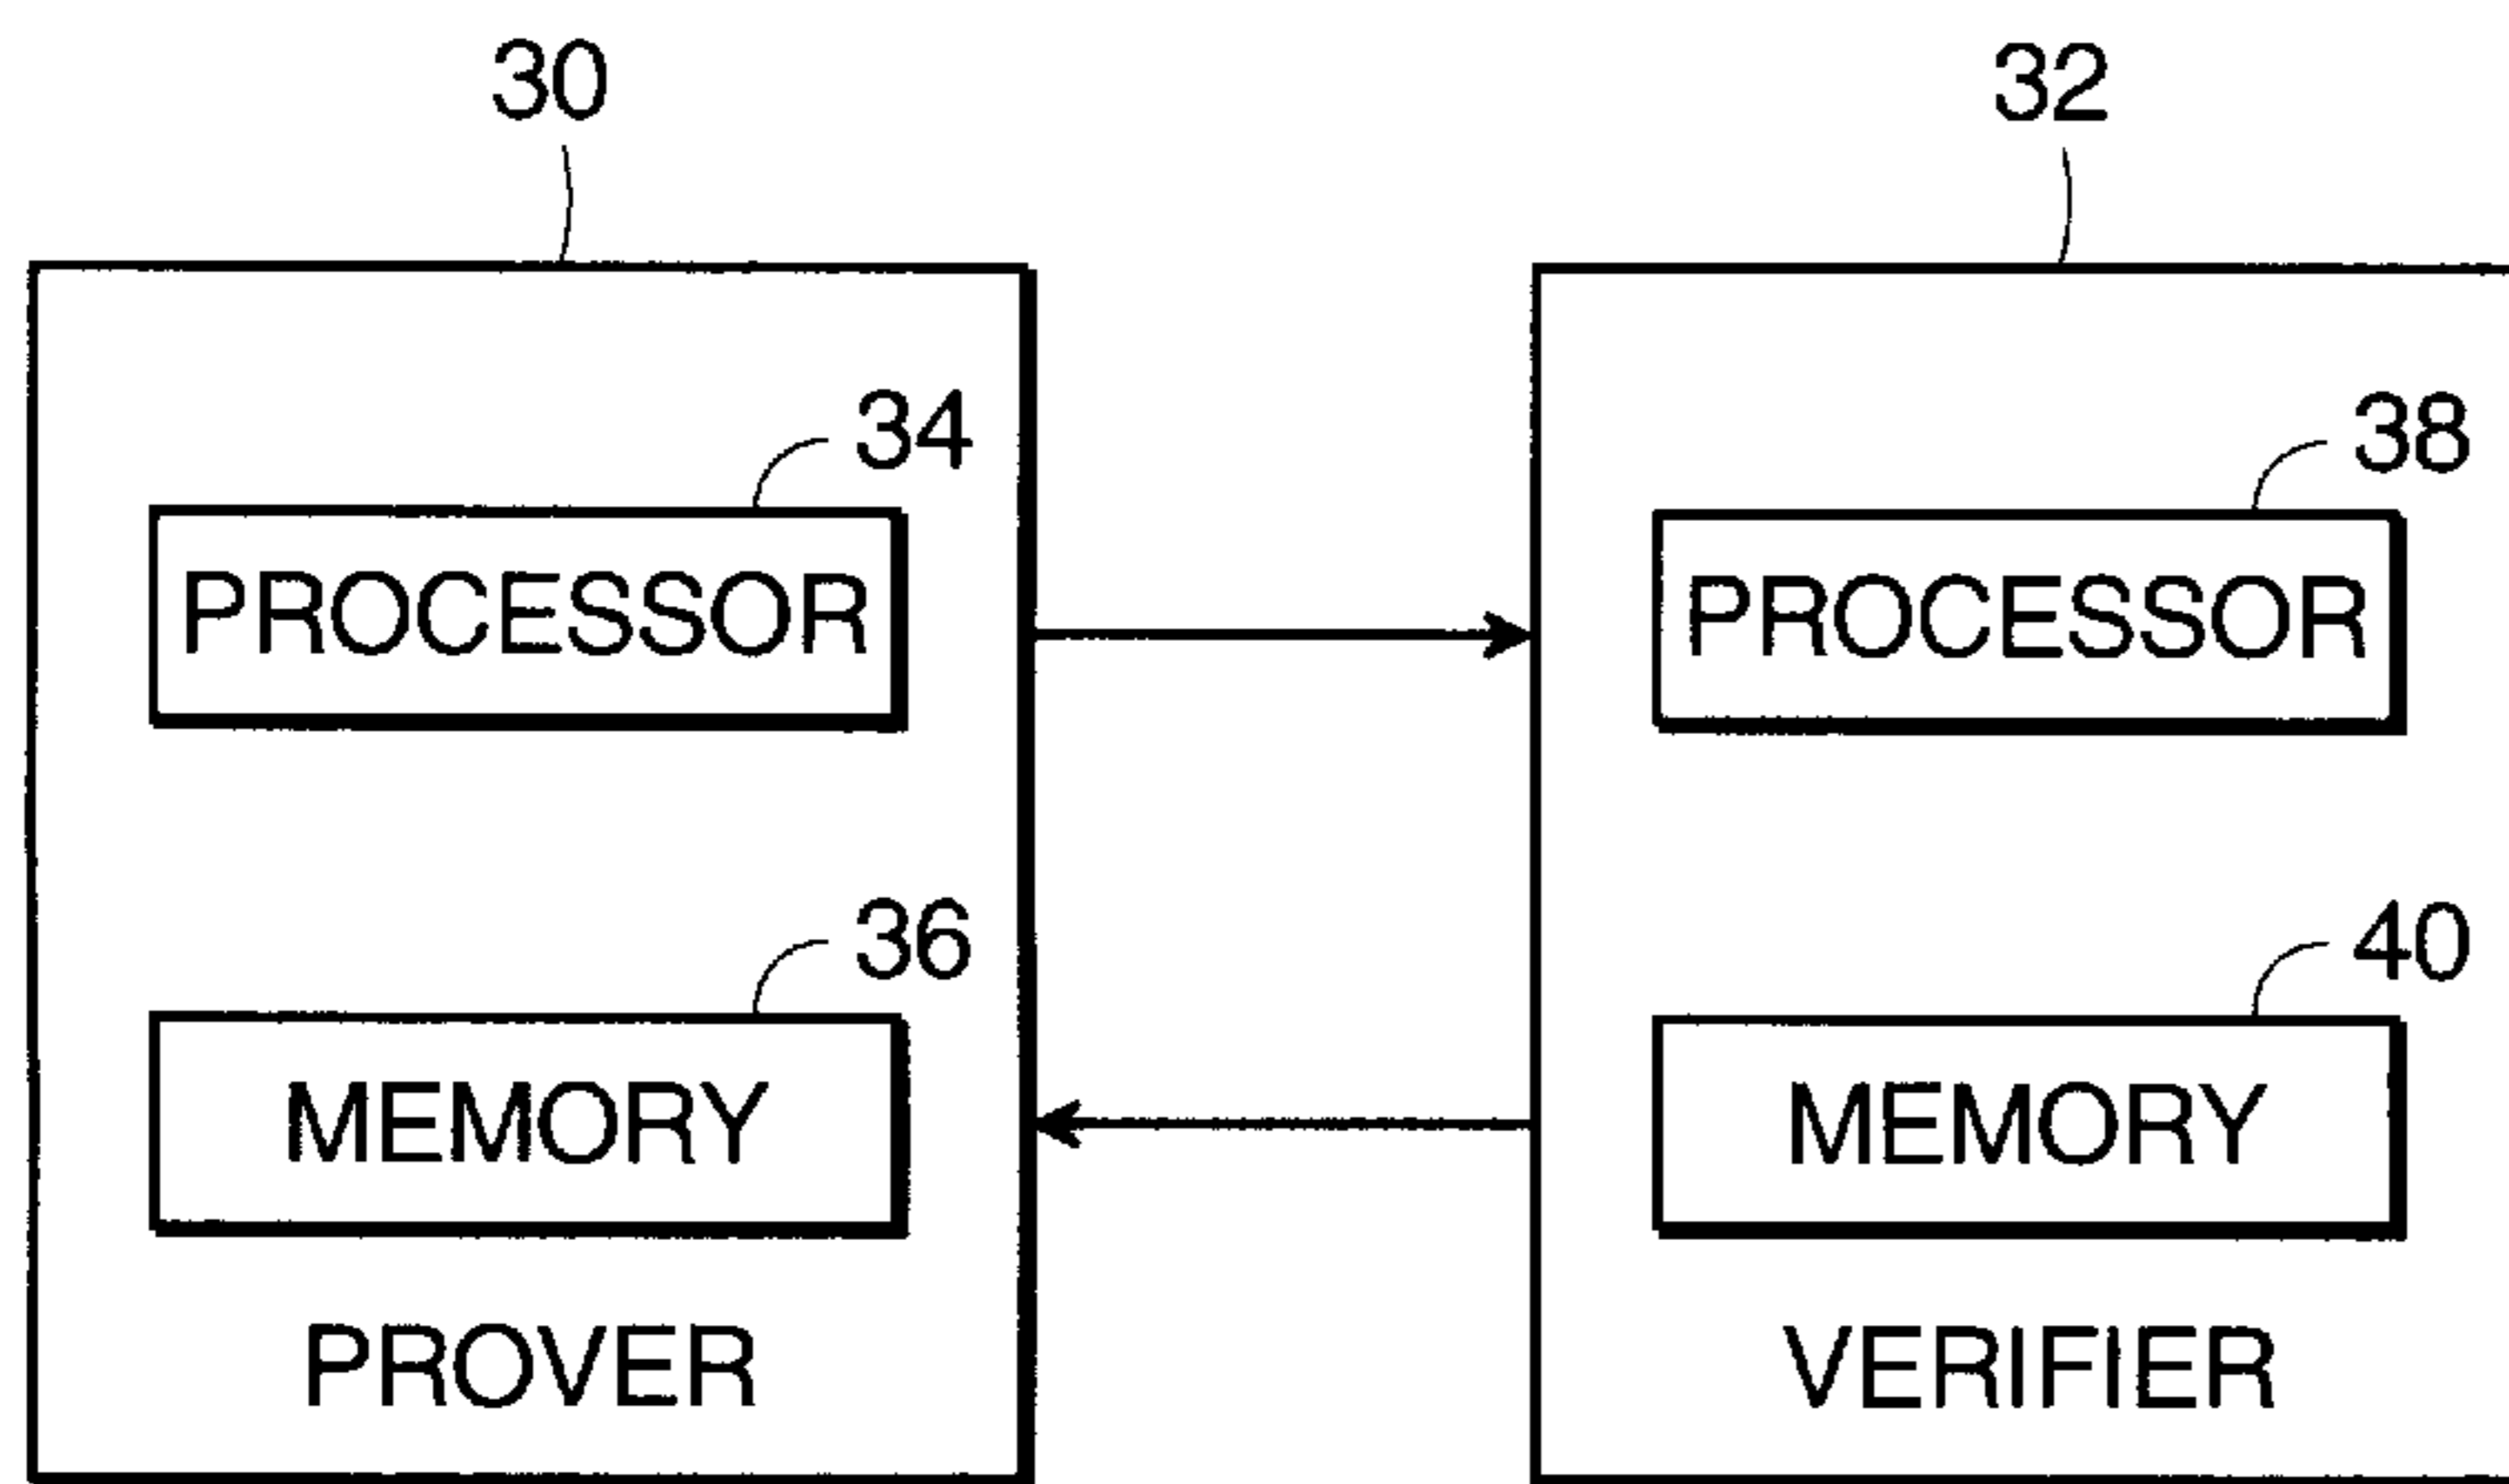 30
32
34
38
PROCESSOR
PROCESSOR
36
40
MEMORY
MEMORY
PROVER
VERIFIER